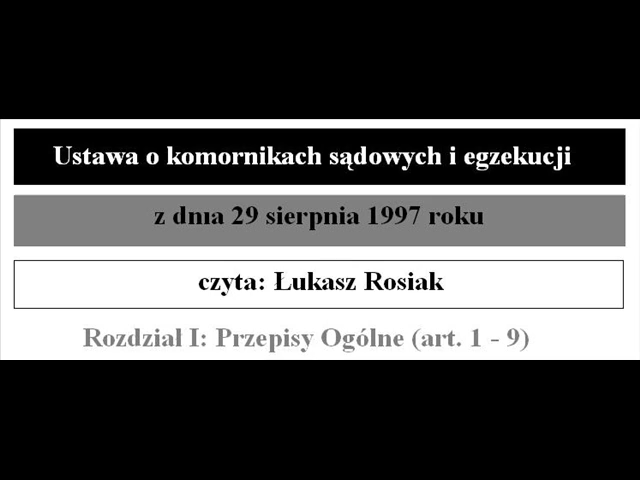 Ustawa o komornikach sądowych i egzekucji
z dnia 29 sierpnia 1997 roku
czyta: Łukasz Rosiak
Rozdział I: Przepisy Ogólne (art. 1 - 9)